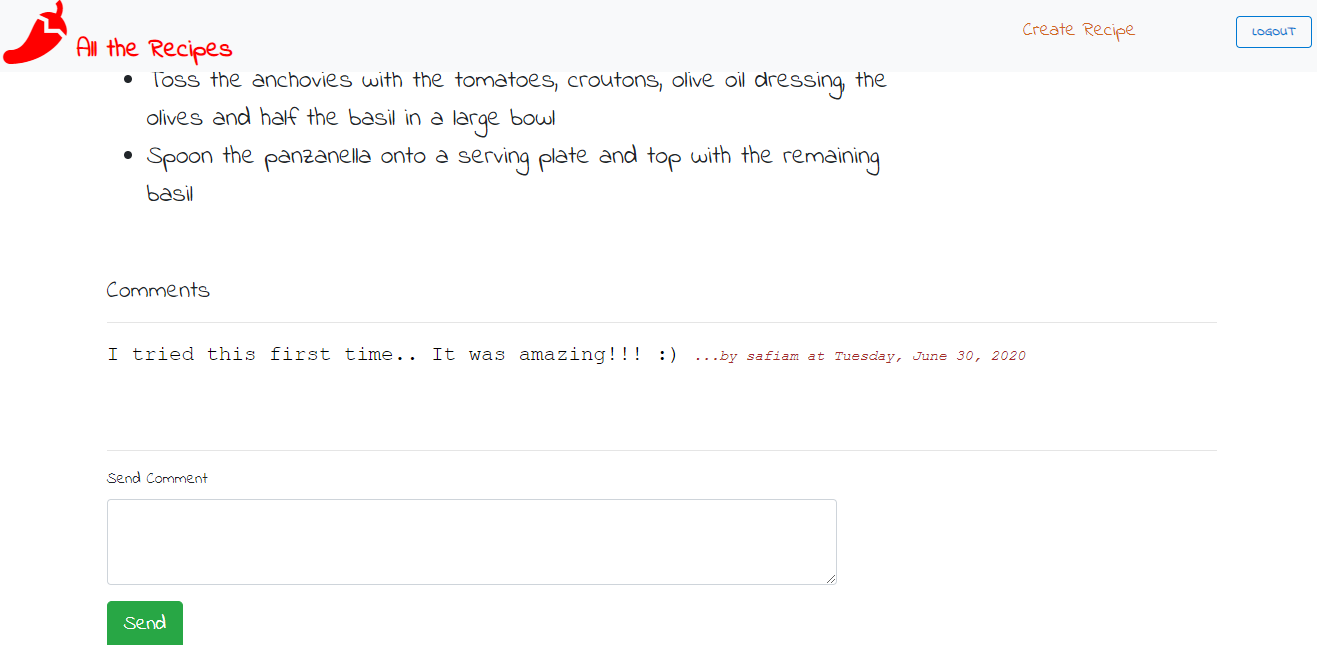 All the Recipes
Create Recipe
LOGOUT
Toss the anchovies with the tomatoes, croutons, olive oil dressing, the
olives and half the basil in a large bowl
Spoon the panzanella onto a serving plate and top with the remaining
basil
Comments
I tried this first time.. It was amazing!!! :) ...by safiam at Tuesday, June 30, 2020
Send Comment
Send